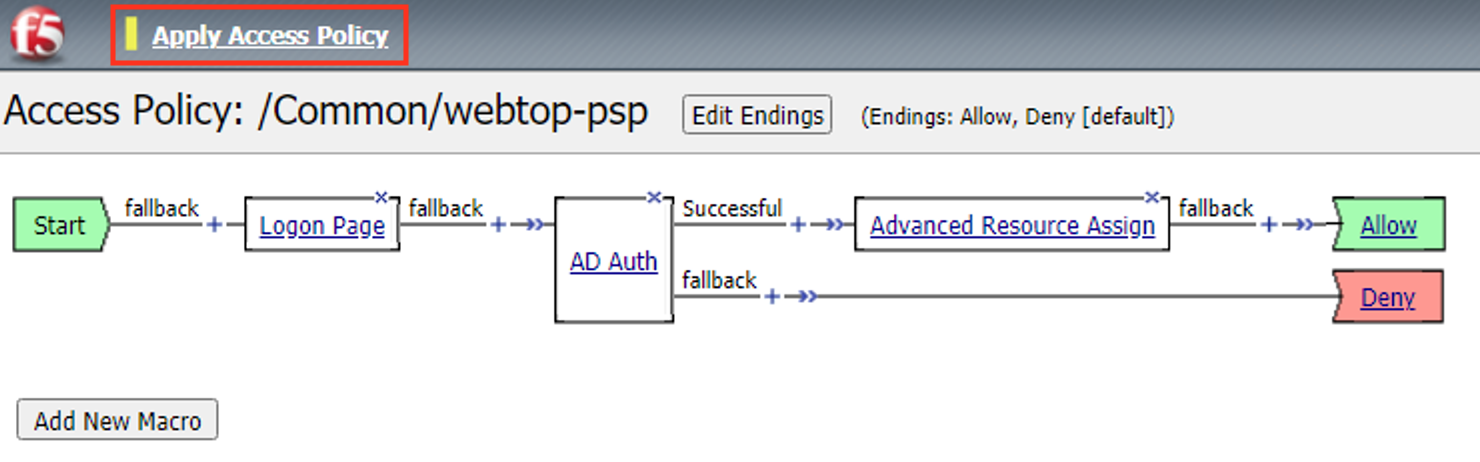 f5 Apply Access Policy
Access Policy: /Common/webtop-psp Edit Endings (Endings: Allow, Deny [default])
Start fallback + Logon Page × fallback + AD Auth × Successful + Advanced Resource Assign × fallback + Allow
fallback + Deny
Add New Macro